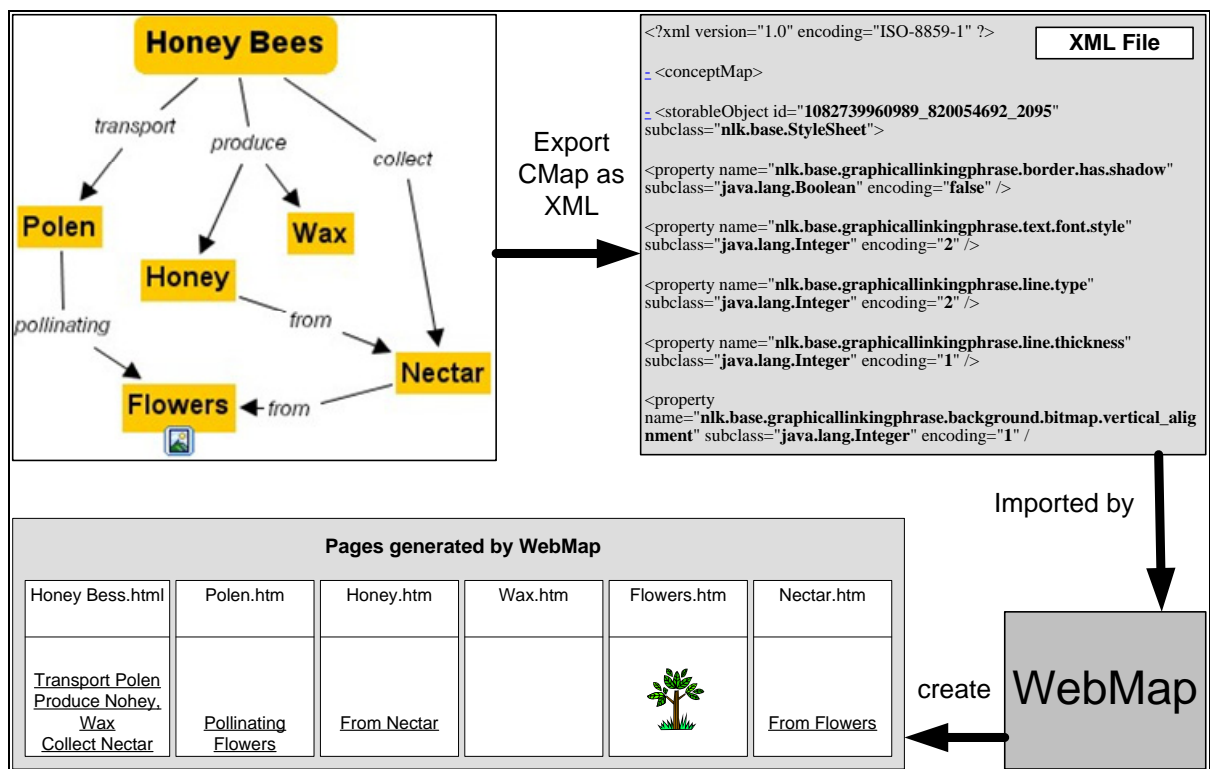 Honey Bees
transport
produce
collect
Polen
Wax
Honey
pollinating
from
Nectar
Flowers
from
Export
CMap as
XML
<?xml version="1.0" encoding="ISO-8859-1" ?>
XML File
- <conceptMap>
- <storableObject id="1082739960989_820054692_2095"
subclass="nlk.base.StyleSheet">
<property name="nlk.base.graphicallinkingphrase.border.has.shadow"
subclass="java.lang.Boolean" encoding="false" />
<property name="nlk.base.graphicallinkingphrase.text.font.style"
subclass="java.lang.Integer" encoding="2" />
<property name="nlk.base.graphicallinkingphrase.line.type"
subclass="java.lang.Integer" encoding="2" />
<property name="nlk.base.graphicallinkingphrase.line.thickness"
subclass="java.lang.Integer" encoding="1" />
<property
name="nlk.base.graphicallinkingphrase.background.bitmap.vertical_alig
nment" subclass="java.lang.Integer" encoding="1" /
Imported by
WebMap
create
Pages generated by WebMap
Honey Bess.html
Transport Polen
Produce Nohey,
Wax
Collect Nectar
Polen.htm
Pollinating
Flowers
Honey.htm
From Nectar
Wax.htm
Flowers.htm
Nectar.htm
From Flowers